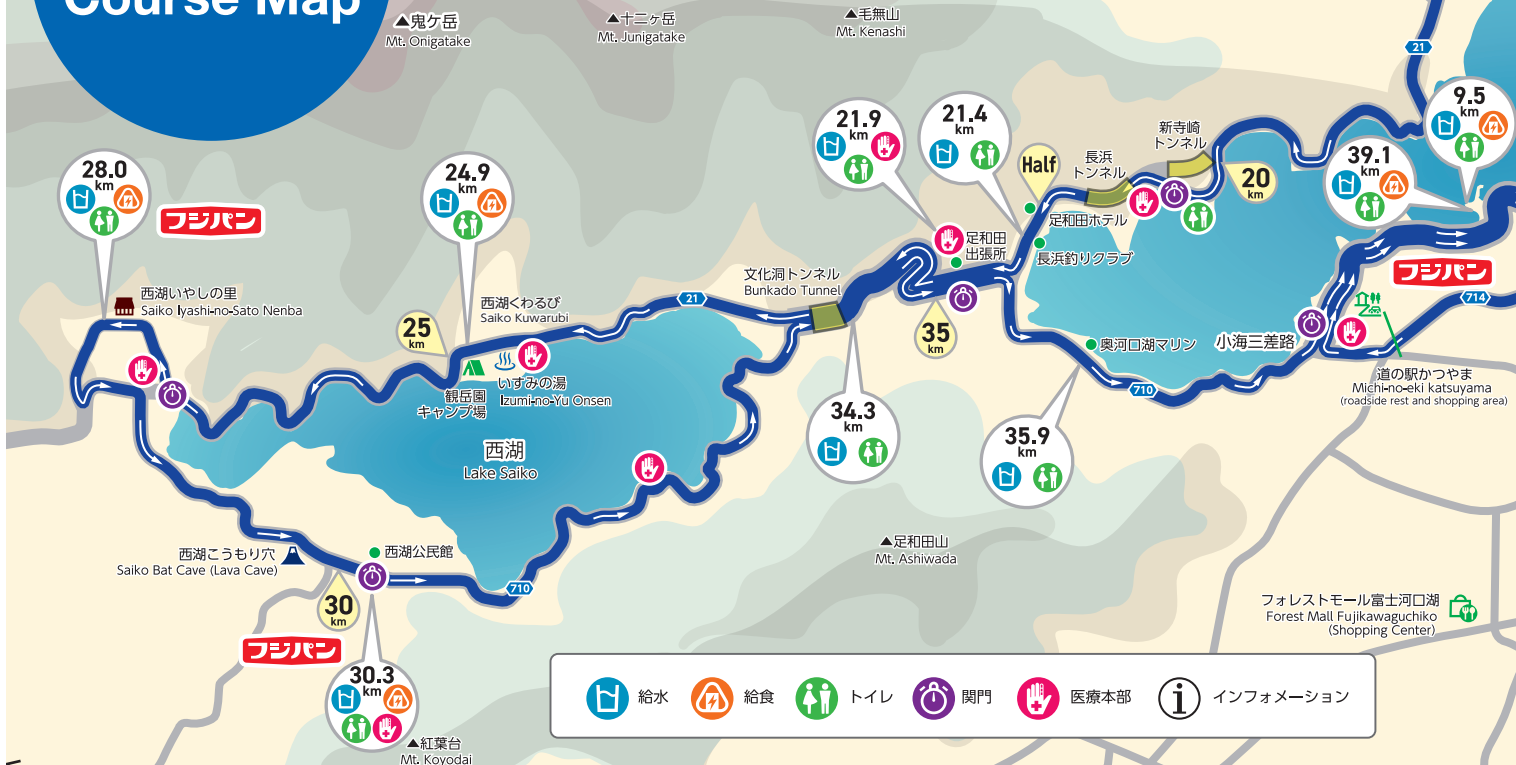 Course Map
▲鬼ケ岳
Mt. Onigatake
▲十二ヶ岳
Mt. Junigatake
▲毛無山
Mt. Kenashi
21
9.5
km
21.9
km
21.4
km
新寺崎
トンネル
長浜
トンネル
Half
20
km
39.1
km
28.0
km
フジパン
24.9
km
足和田ホテル
足和田
出張所
長浜釣りクラブ
フジパン
文化洞トンネル
Bunkado Tunnel
西湖いやしの里
Saiko Iyashi-no-Sato Nenba
21
西湖くわるび
Saiko Kuwarubi
714
25
km
35
km
小海三差路
奥河口湖マリン
いずみの湯
Izumi-no-Yu Onsen
観岳園
キャンプ場
道の駅かつやま
Michi-no-eki katsuyama
(roadside rest and shopping area)
710
34.3
km
35.9
km
西湖
Lake Saiko
▲足和田山
Mt. Ashiwada
西湖こうもり穴
Saiko Bat Cave (Lava Cave)
西湖公民館
710
30
km
フォレストモール富士河口湖
Forest Mall Fujikawaguchiko
(Shopping Center)
フジパン
30.3
km
給水 給食 トイレ 関門 医療本部 インフォメーション
▲紅葉台
Mt. Koyodai